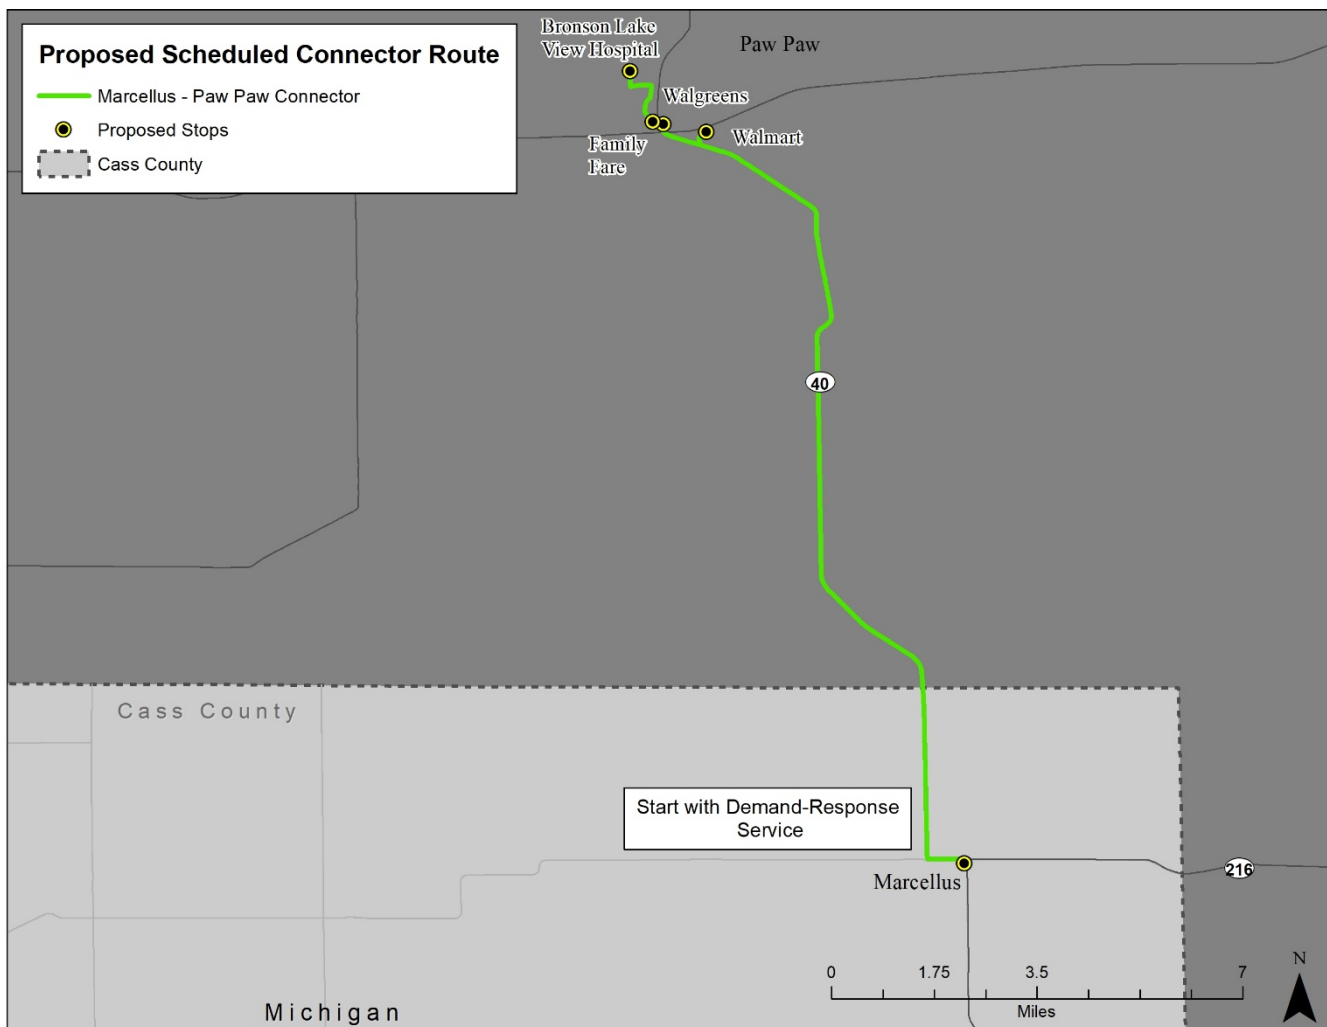 Proposed Scheduled Connector Route
Marcellus - Paw Paw Connector
Proposed Stops
Cass County
Bronson Lake
View Hospital
Paw Paw
Walgreens
Family
Fare
Walmart
40
Cass County
Start with Demand-Response
Service
Marcellus
216
0 1.75 3.5 7
Miles
N
Michigan